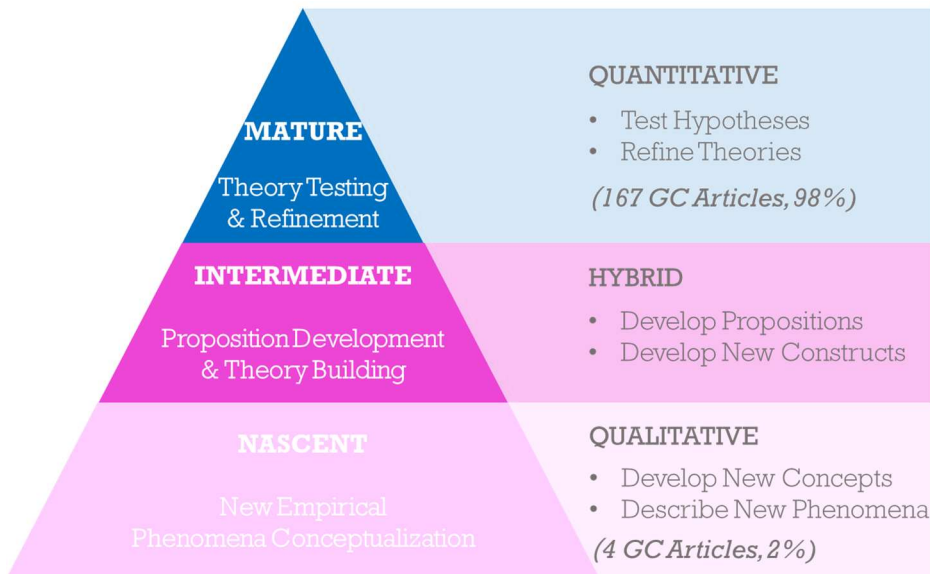 MATURE
Theory Testing
& Refinement
QUANTITATIVE
• Test Hypotheses
• Refine Theories
(167 GC Articles, 98%)
INTERMEDIATE
Proposition Development
& Theory Building
HYBRID
• Develop Propositions
• Develop New Constructs
NASCENT
New Empirical
Phenomena Conceptualization
QUALITATIVE
• Develop New Concepts
• Describe New Phenomena
(4 GC Articles, 2%)